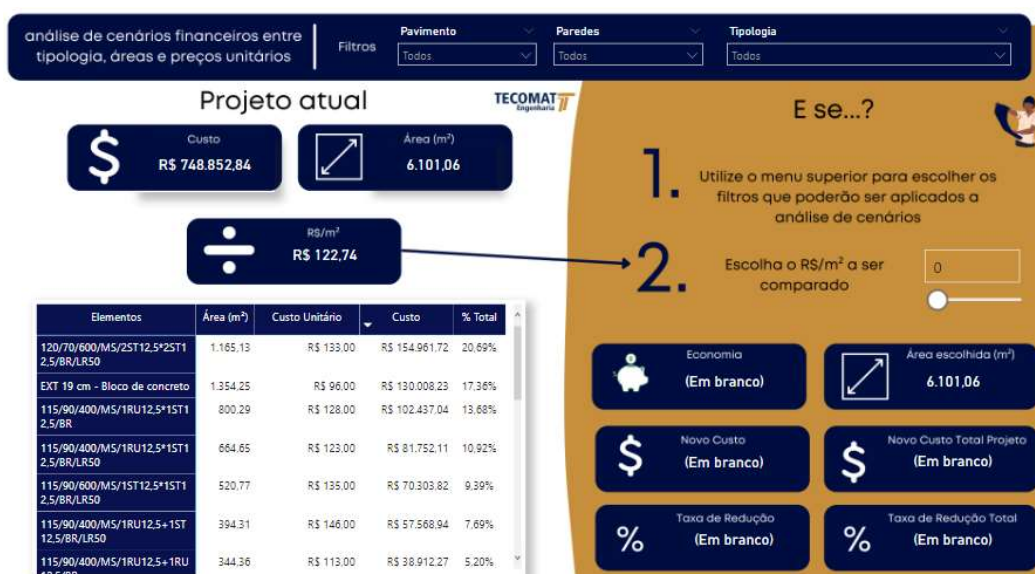 análise de cenários financeiros entre
tipologia, áreas e preços unitários
Filtros
Pavimento
Todos
Paredes
Todos
Tipologia
Todos
Projeto atual
TECOMAT
Engenharia
Custo
R$ 748.852,84
Área (m²)
6.101,06
R$/m²
R$ 122,74
E se...?
1.
Utilize o menu superior para escolher os
filtros que poderão ser aplicados a
análise de cenários
2.
Escolha o R$/m² a ser
comparado
0
Elementos Área (m²) Custo Unitário Custo % Total
120/70/600/MS/2ST12,5*2ST1 1.165,13 R$ 133,00 R$ 154.961,72 20,69%
2,5/BR/LR50
EXT 19 cm - Bloco de concreto 1.354,25 R$ 96,00 R$ 130.008,23 17,36%
115/90/400/MS/1RU12,5*1ST1 800,29 R$ 128,00 R$ 102.437,04 13,68%
2,5/BR
115/90/400/MS/1RU12,5*1ST1 664,65 R$ 123,00 R$ 81.752,11 10,92%
2,5/BR/LR50
115/90/600/MS/1ST12,5*1ST1 520,77 R$ 135,00 R$ 70.303,82 9,39%
2,5/BR/LR50
115/90/400/MS/1RU12,5+1ST 394,31 R$ 146,00 R$ 57.568,94 7,69%
12,5/BR/LR50
115/90/400/MS/1RU12,5+1RU 344,36 R$ 113,00 R$ 38.912,27 5,20%
Economia
(Em branco)
Área escolhida (m²)
6.101,06
Novo Custo
(Em branco)
Novo Custo Total Projeto
(Em branco)
Taxa de Redução
(Em branco)
Taxa de Redução Total
(Em branco)